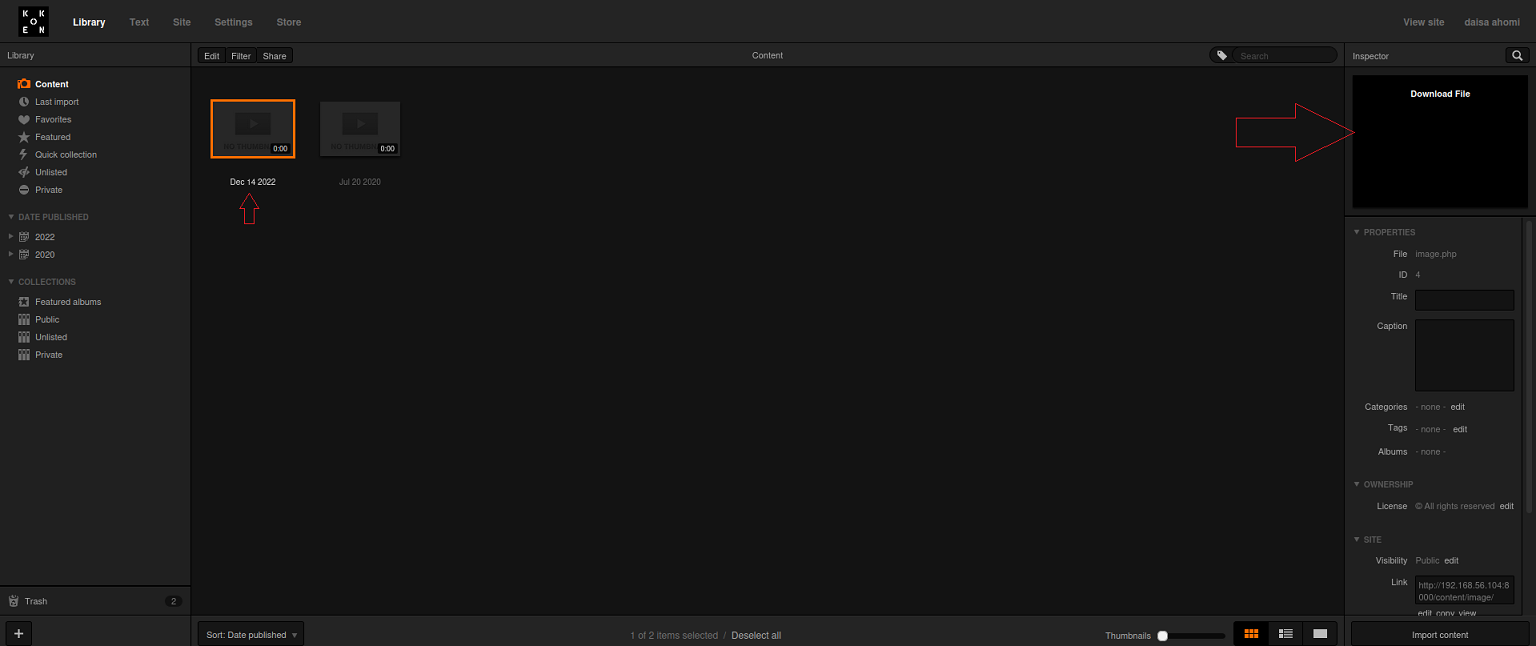 K K
O
E N
Library Text Site Settings Store
View site daisa ahomi
Library
Edit Filter Share
Content
Search
Inspector
Content
Last import
Favorites
Featured
Quick collection
Unlisted
Private
DATE PUBLISHED
2022
2020
COLLECTIONS
Featured albums
Public
Unlisted
Private
Trash 2
+
0:00
0:00
Dec 14 2022
Jul 20 2020
Sort: Date published
1 of 2 items selected / Deselect all
Thumbnails
Download File
PROPERTIES
File image.php
ID 4
Title
Caption
Categories - none - edit
Tags - none - edit
Albums - none -
OWNERSHIP
License © All rights reserved edit
SITE
Visibility Public edit
Link http://192.168.56.104:8
000/content/image/
edit copy view
Import content